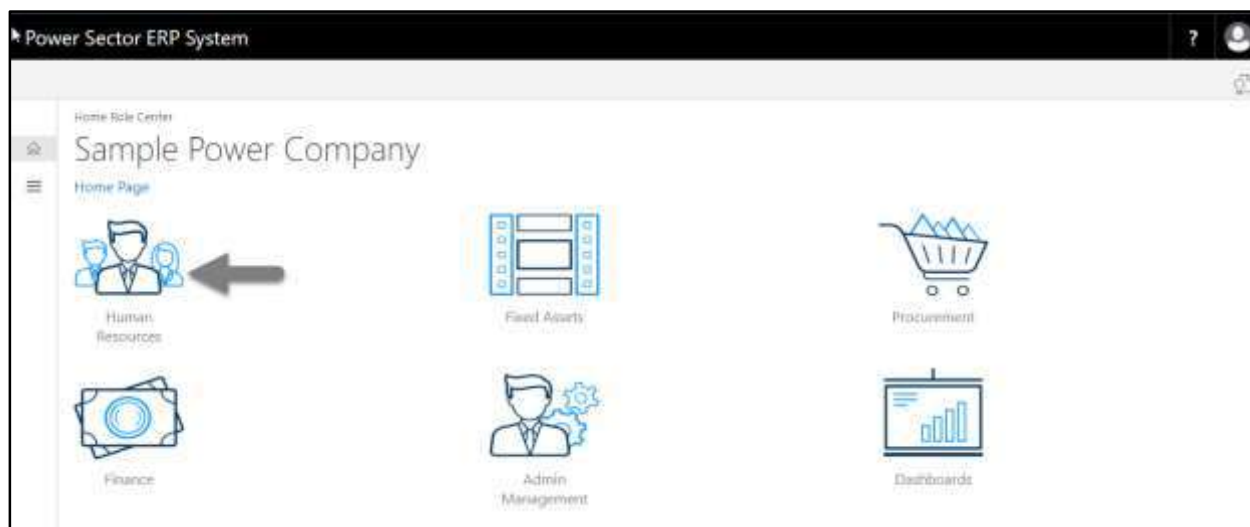 Power Sector ERP System
?
Home Role Center
Sample Power Company
Home Page
Human
Resources
Fixed Assets
Procurement
Finance
Admin
Management
Dashboards